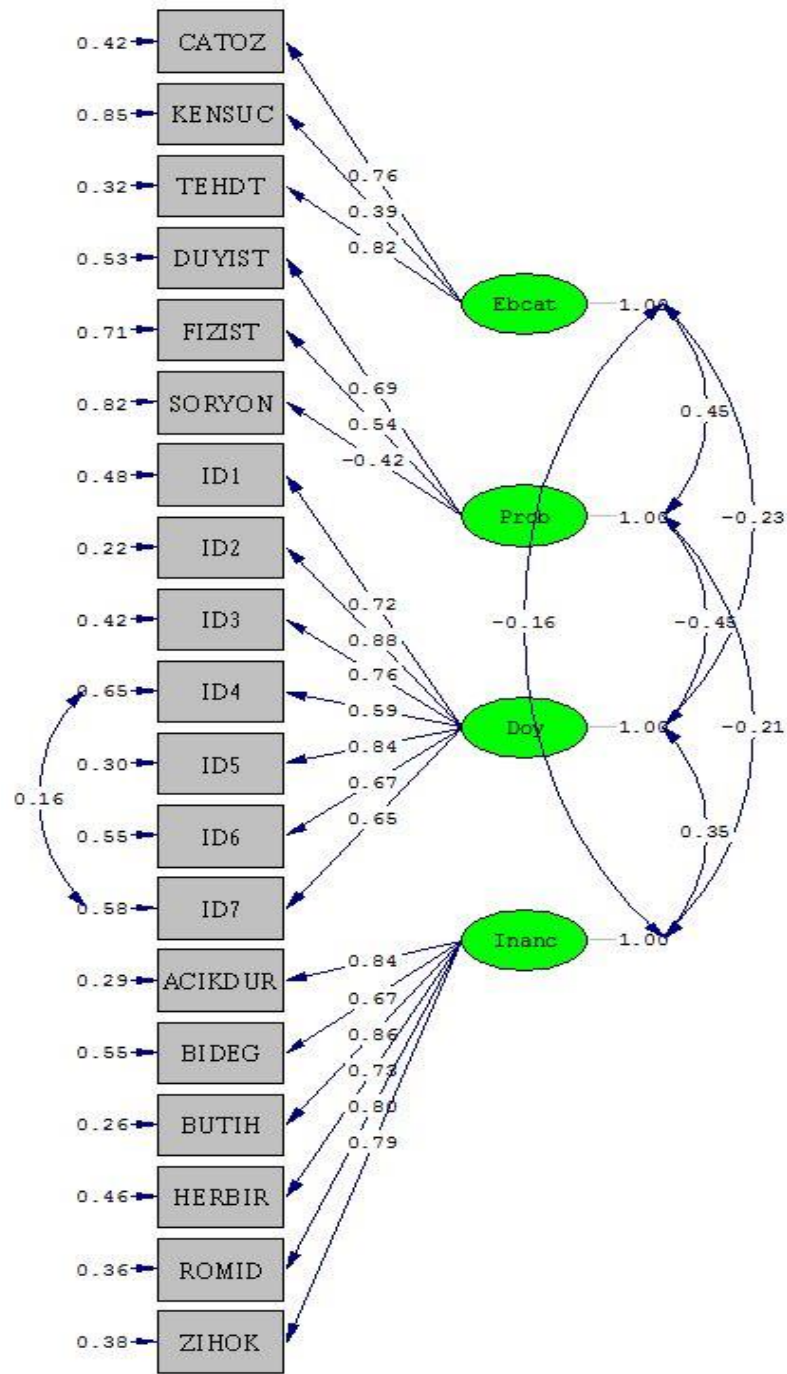 0.42 CATOZ
0.85 KENSUC
0.32 TEHDT
0.76
0.39
0.82
0.53 DUYIST
Ebcat 1.00
0.71 FIZIST
0.82 SORYON
0.69
0.54
-0.42
0.45
0.48 ID1
Prob 1.00 -0.23
0.22 ID2
0.42 ID3
0.72
0.88
0.76
0.59
0.84
0.67
0.65
-0.16
-0.45
0.65 ID4
Doy 1.00 -0.21
0.30 ID5
0.16
0.55 ID6
0.35
0.58 ID7
Inanc 1.00
0.29 ACIKDUR
0.84
0.67
0.86
0.73
0.80
0.79
0.55 BIDEG
0.26 BUTIH
0.46 HERBIR
0.36 ROMID
0.38 ZIHOK